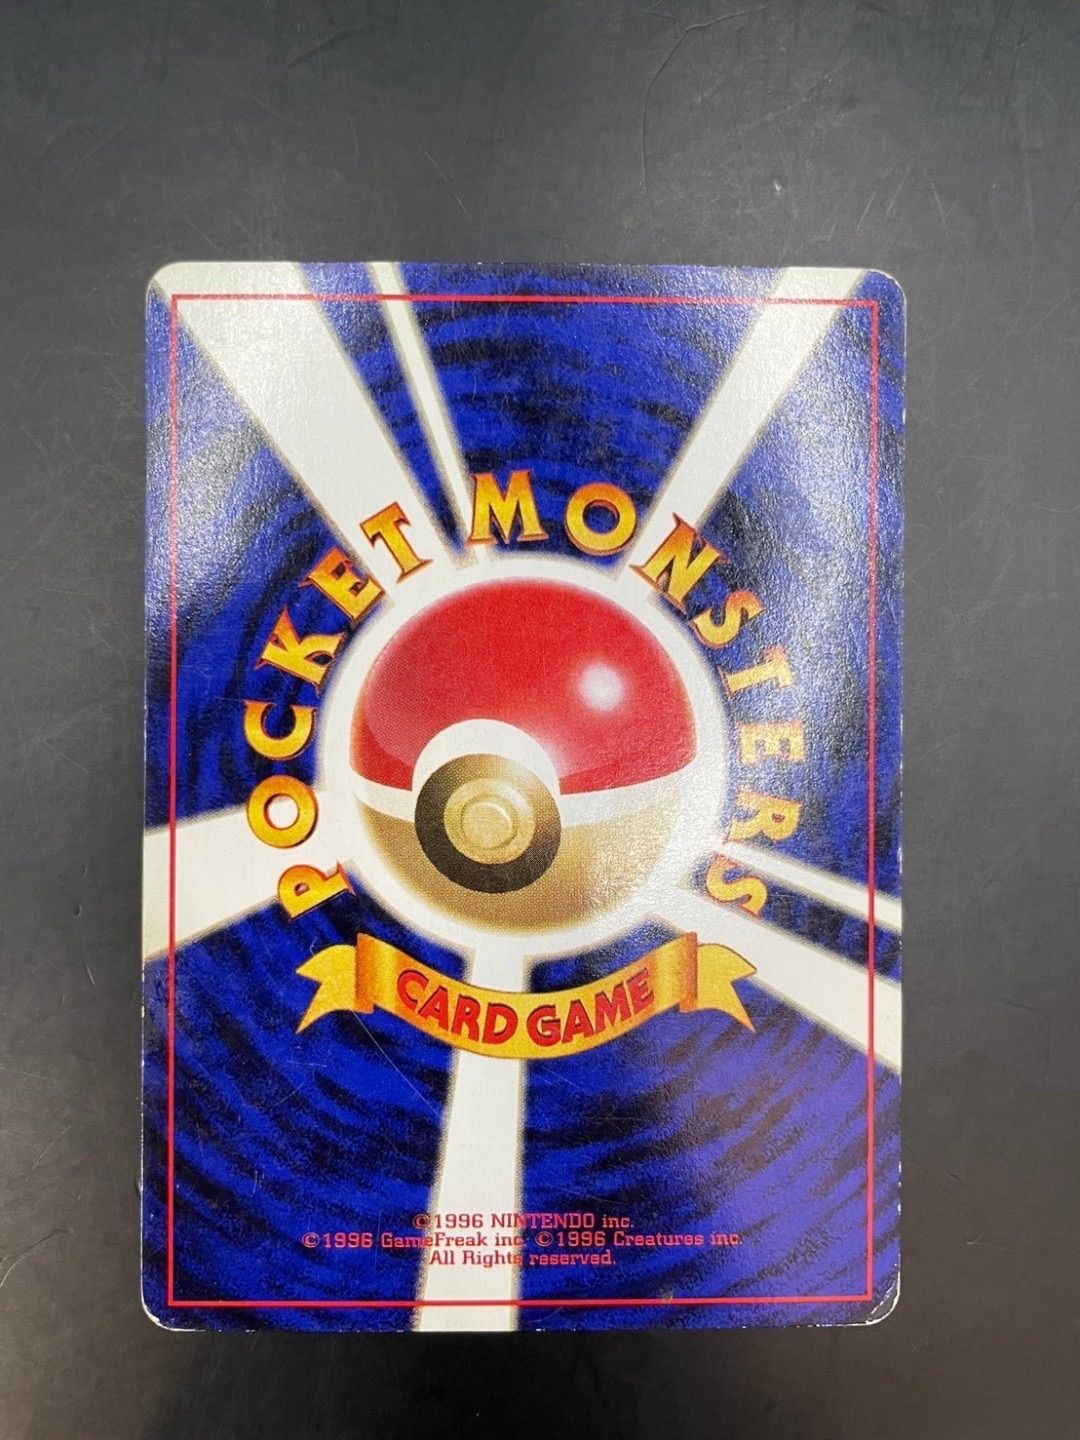 POCKET MONSTERS
CARD GAME
©1996 NINTENDO inc.
©1996 GameFreak inc. ©1996 Creatures inc.
All Rights reserved.